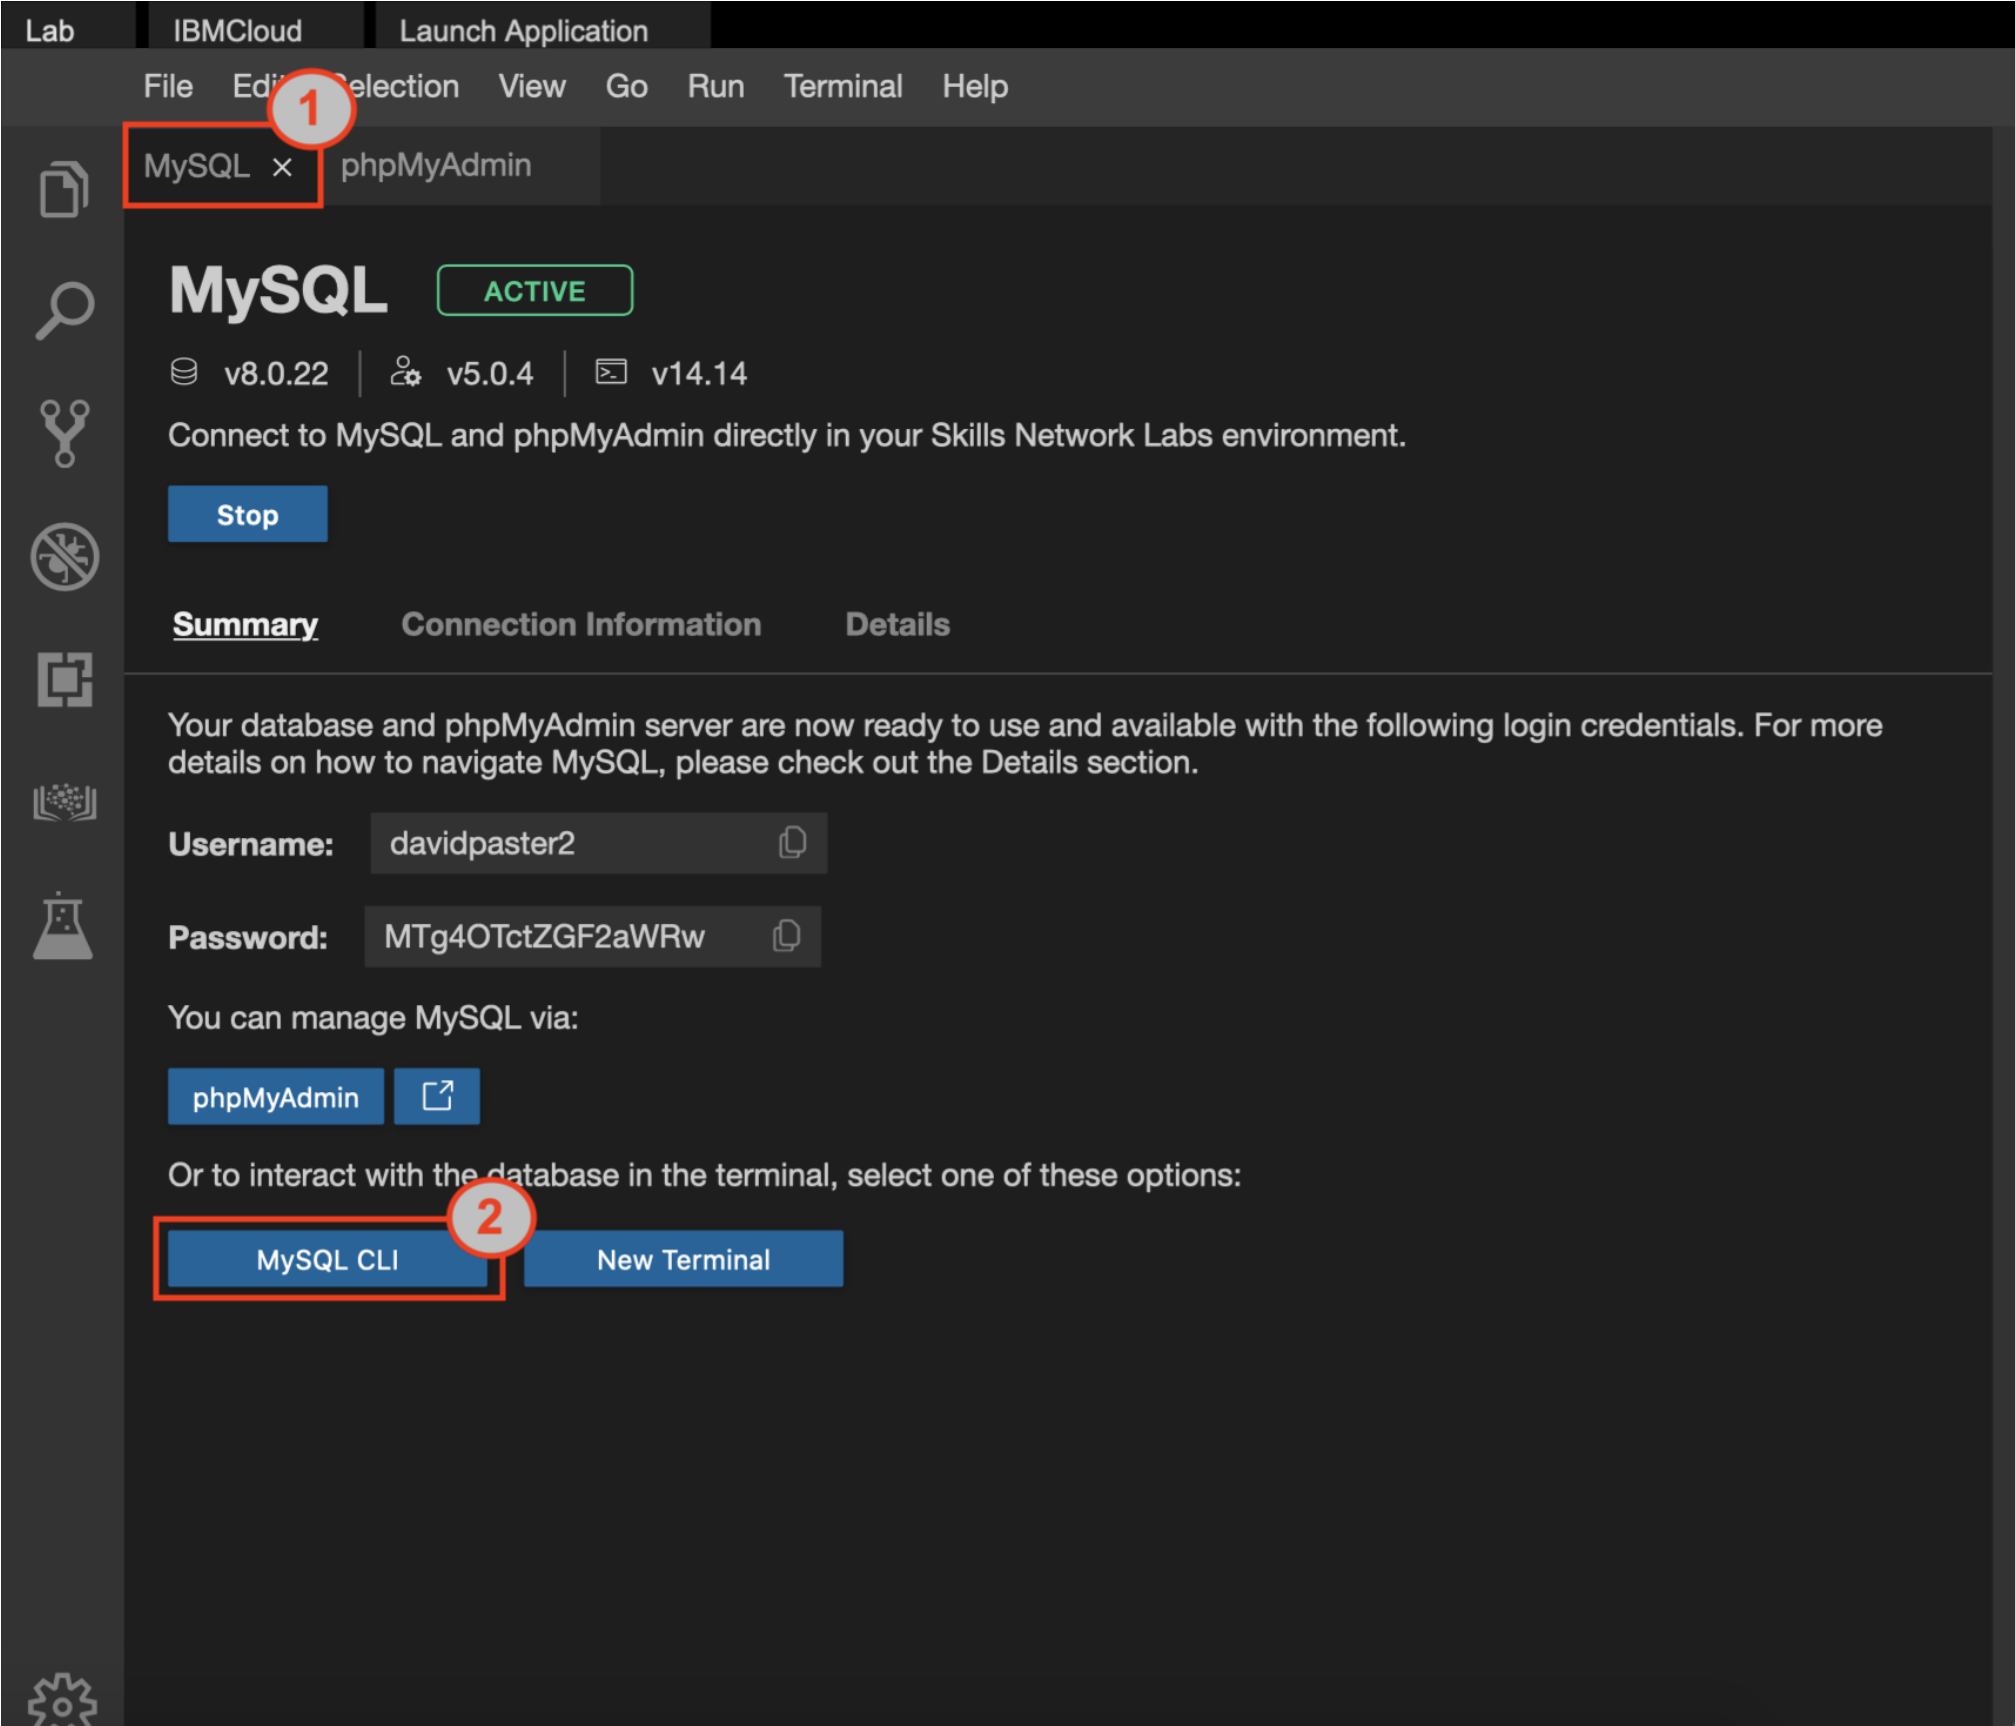 Lab IBMCloud Launch Application
File Edi election View Go Run Terminal Help
1
MySQL × phpMyAdmin
MySQL ACTIVE
v8.0.22 v5.0.4 v14.14
Connect to MySQL and phpMyAdmin directly in your Skills Network Labs environment.
Stop
Summary Connection Information Details
Your database and phpMyAdmin server are now ready to use and available with the following login credentials. For more
details on how to navigate MySQL, please check out the Details section.
Username: davidpaster2
Password: MTg4OTctZGF2aWRw
You can manage MySQL via:
phpMyAdmin
Or to interact with the database in the terminal, select one of these options:
2
MySQL CLI New Terminal